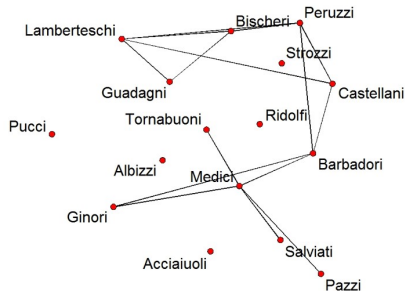 Peruzzi
Bischeri
Lamberteschi
Strozzi
Guadagni
Castellani
Tornabuoni
Ridolfi
Pucci
Barbadori
Albizzi
Medici
Ginori
Salviati
Acciaiuoli
Pazzi